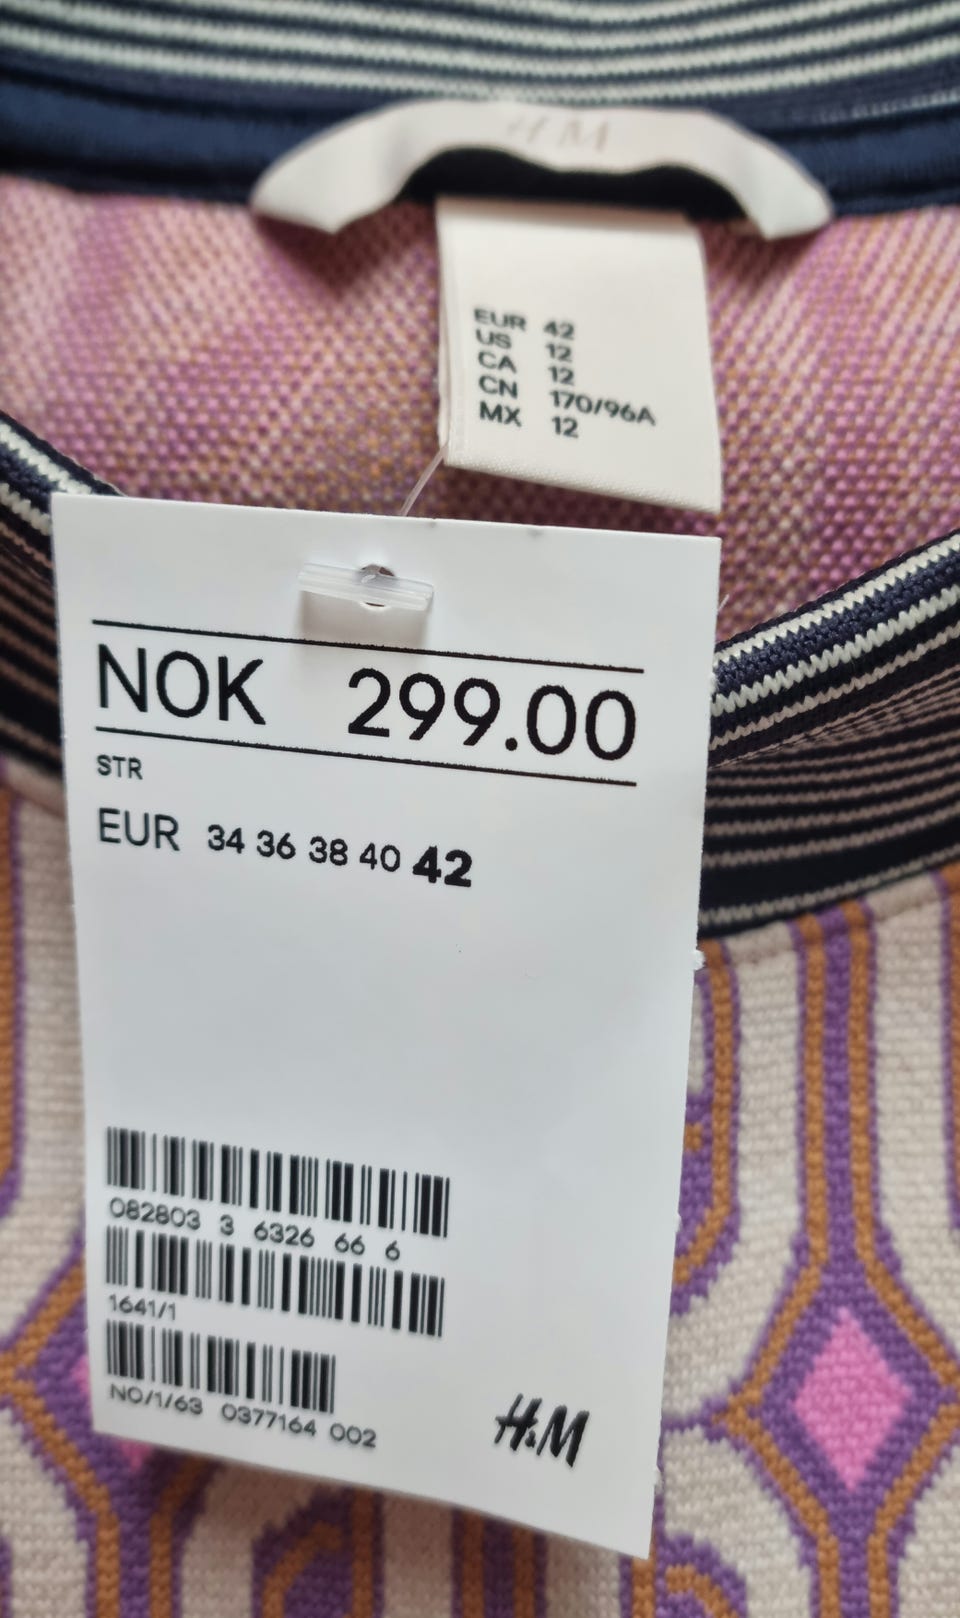 H&M
EUR 42
US 12
CA 12
CN 170/96A
MX 12
NOK 299.00
STR
EUR 34 36 38 40 42
082803 3 6326 66 6
1641/1
NO/1/63 0377164 002
H&M